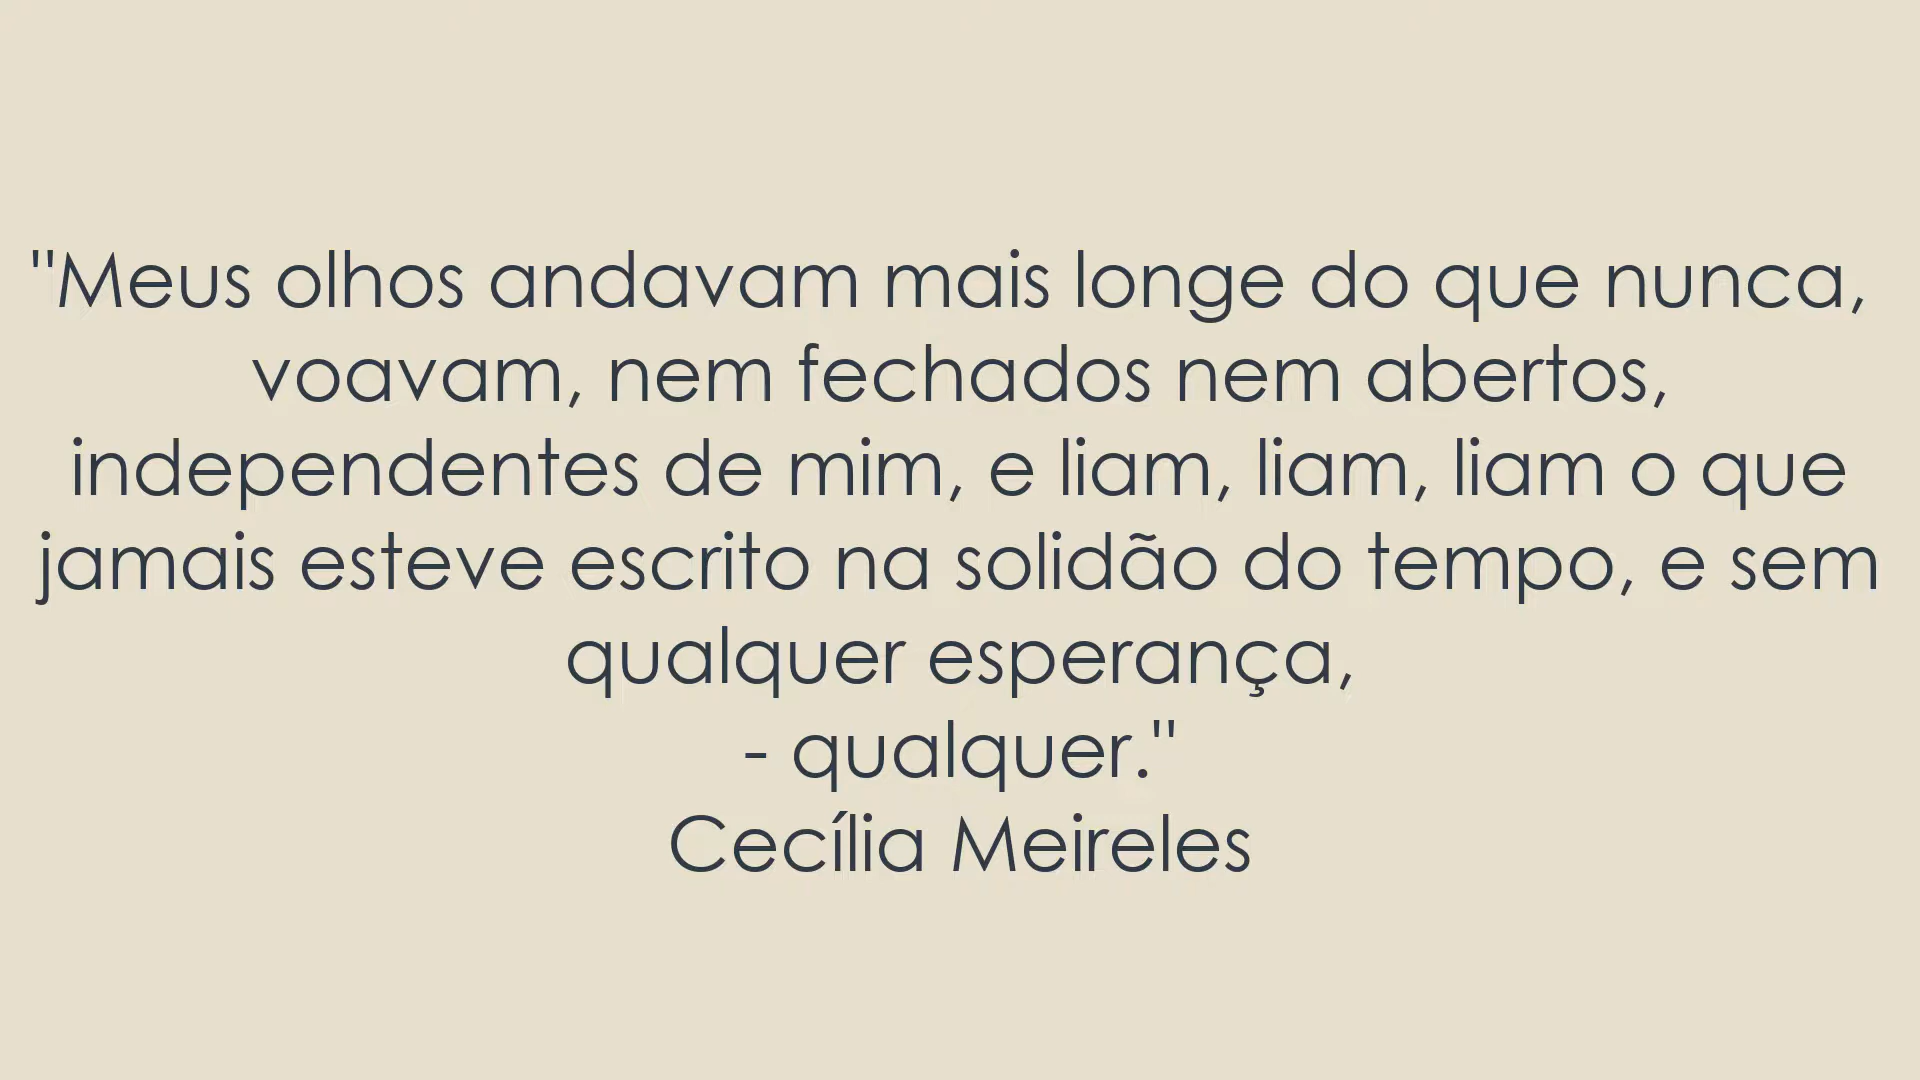 "Meus olhos andavam mais longe do que nunca,
voavam, nem fechados nem abertos,
independentes de mim, e liam, liam, liam o que
jamais esteve escrito na solidão do tempo, e sem
qualquer esperança,
- qualquer."
Cecília Meireles